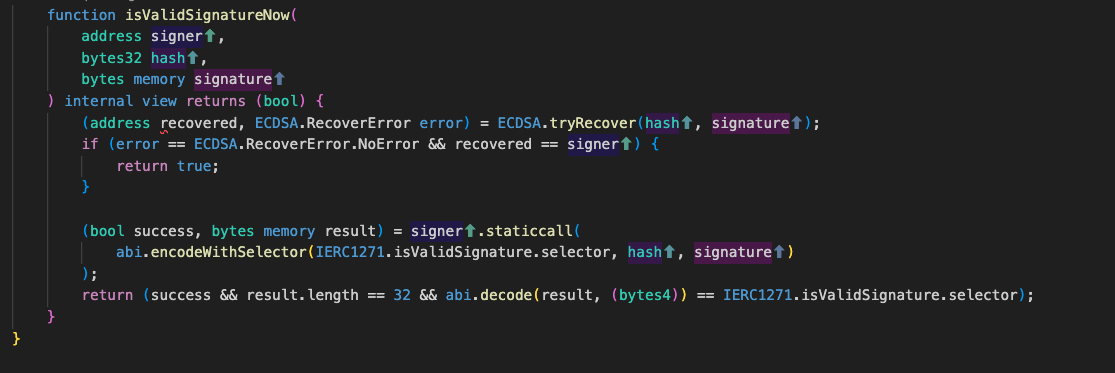 function isValidSignatureNow(
address signer⬆,
bytes32 hash⬆,
bytes memory signature⬆
) internal view returns (bool) {
(address recovered, ECDSA.RecoverError error) = ECDSA.tryRecover(hash⬆, signature⬆);
if (error == ECDSA.RecoverError.NoError && recovered == signer⬆) {
return true;
}
(bool success, bytes memory result) = signer⬆.staticcall(
abi.encodeWithSelector(IERC1271.isValidSignature.selector, hash⬆, signature⬆)
);
return (success && result.length == 32 && abi.decode(result, (bytes4)) == IERC1271.isValidSignature.selector);
}
}